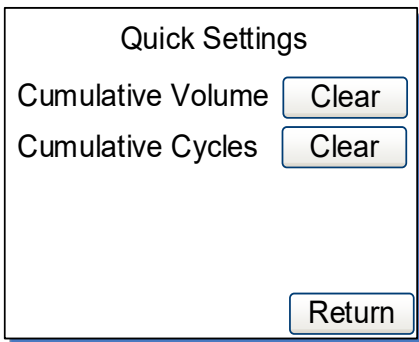 Quick Settings
Cumulative Volume Clear
Cumulative Cycles Clear
Return